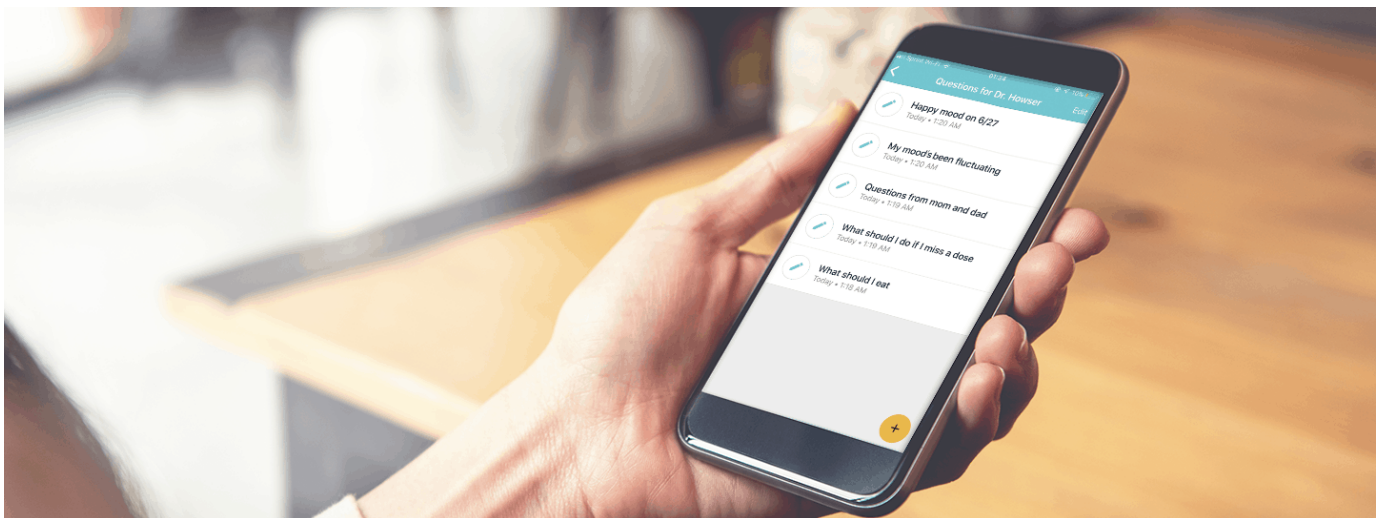 01:24
Questions for Dr. Howser
Edit
Happy mood on 6/27
Today • 1:20 AM
My mood's been fluctuating
Today • 1:20 AM
Questions from mom and dad
Today • 1:19 AM
What should I do if I miss a dose
Today • 1:19 AM
What should I eat
Today • 1:18 AM
+